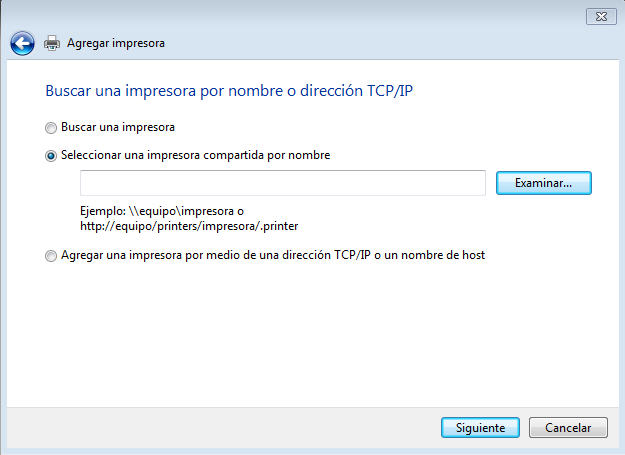 Agregar impresora
Buscar una impresora por nombre o dirección TCP/IP
Buscar una impresora
Seleccionar una impresora compartida por nombre
Examinar...
Ejemplo: \\equipo\impresora o
http://equipo/printers/impresora/.printer
Agregar una impresora por medio de una dirección TCP/IP o un nombre de host
Siguiente
Cancelar